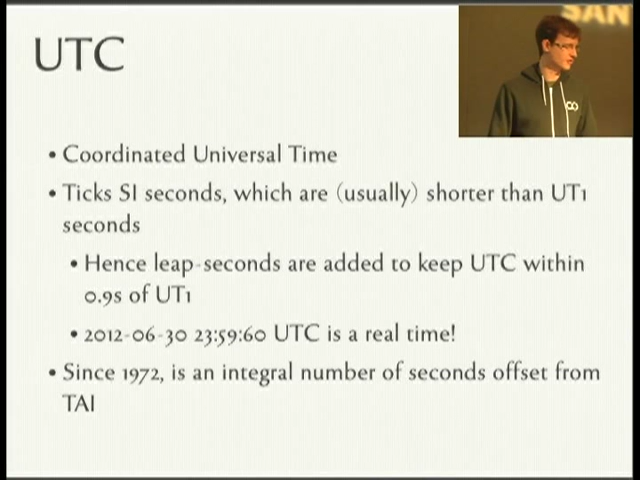 SAN
UTC
• Coordinated Universal Time
• Ticks SI seconds, which are (usually) shorter than UT1
seconds
• Hence leap-seconds are added to keep UTC within
0.9s of UT1
• 2012-06-30 23:59:60 UTC is a real time!
• Since 1972, is an integral number of seconds offset from
TAI